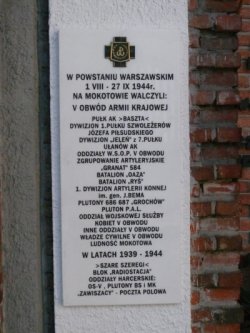 W POWSTANIU WARSZAWSKIM
1 VIII - 27 IX 1944r.
NA MOKOTOWIE WALCZYLI:
V OBWÓD ARMII KRAJOWEJ
PUŁK AK >BASZTA<
DYWIZJON 1.PUŁKU SZWOLEŻERÓW
JÓZEFA PIŁSUDSKIEGO
DYWIZJON "JELEŃ" z 7.PUŁKU
UŁANÓW AK
ODDZIAŁY W.S.O.P. V OBWODU
ZGRUPOWANIE ARTYLERYJSKIE
„GRANAT" 584
BATALION „OAZA"
BATALION „RYŚ"
1. DYWIZJON ARTYLERII KONNEJ
im. gen. J.BEMA
PLUTONY 686 687 „GROCHÓW"
PLUTON P.A.L.
ODDZIAŁ WOJSKOWEJ SŁUŻBY
KOBIET V OBWODU
INNE ODDZIAŁY V OBWODU
WŁADZE CYWILNE V OBWODU
LUDNOŚĆ MOKOTOWA
W LATACH 1939 - 1944
>SZARE SZEREGI<
BLOK „RADIOSTACJA"
ODDZIAŁY HARCERSKIE:
OS-V , PLUTONY BS i MK
„ZAWISZACY" - POCZTA POLOWA